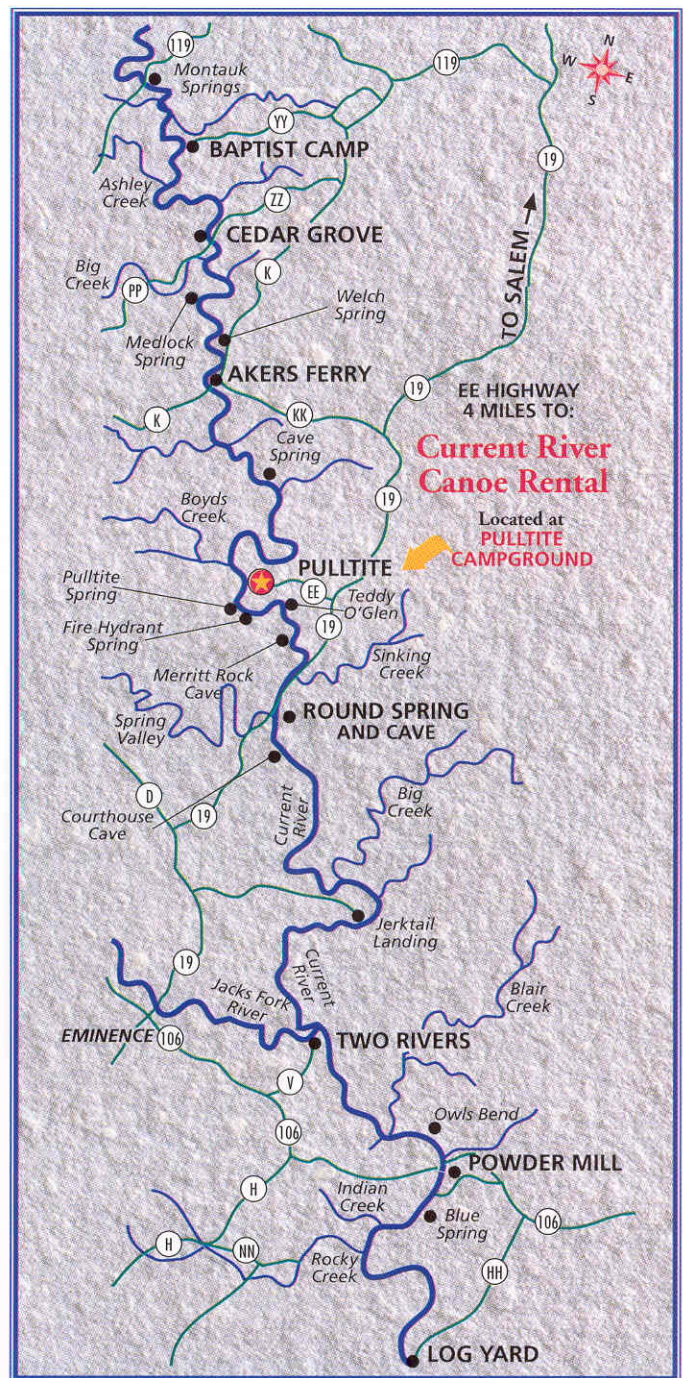 119
Montauk
Springs
119
N
W
E
S
YY
BAPTIST CAMP
19
Ashley
Creek
ZZ
CEDAR GROVE
Big
Creek
K
PP
TO SALEM
Welch
Spring
Medlock
Spring
AKERS FERRY
19
EE HIGHWAY
4 MILES TO:
K
KK
Current River
Canoe Rental
Cave
Spring
19
Boyds
Creek
Located at
PULLTITE
CAMPGROUND
PULLTITE
Pulltite
Spring
EE
Teddy
O'Glen
Fire Hydrant
Spring
19
Merritt Rock
Cave
Sinking
Creek
Spring
Valley
ROUND SPRING
AND CAVE
D
19
Courthouse
Cave
Current
River
Big
Creek
Jerktail
Landing
19
Jacks Fork
River
Current
River
Blair
Creek
EMINENCE
106
TWO RIVERS
V
Owls Bend
106
POWDER MILL
H
Indian
Creek
Blue
Spring
106
H
NN
Rocky
Creek
HH
LOG YARD